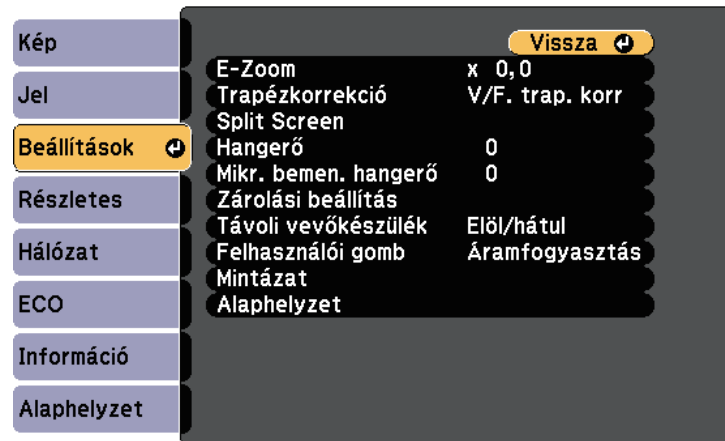 Kép
Jel
Beállítások
Részletes
Hálózat
ECO
Információ
Alaphelyzet
Vissza
E-Zoom x 0,0
Trapézkorrekció V/F. trap. korr
Split Screen
Hangerő 0
Mikr. bemen. hangerő 0
Zárolási beállítás
Távoli vevőkészülék Elöl/hátul
Felhasználói gomb Áramfogyasztás
Mintázat
Alaphelyzet